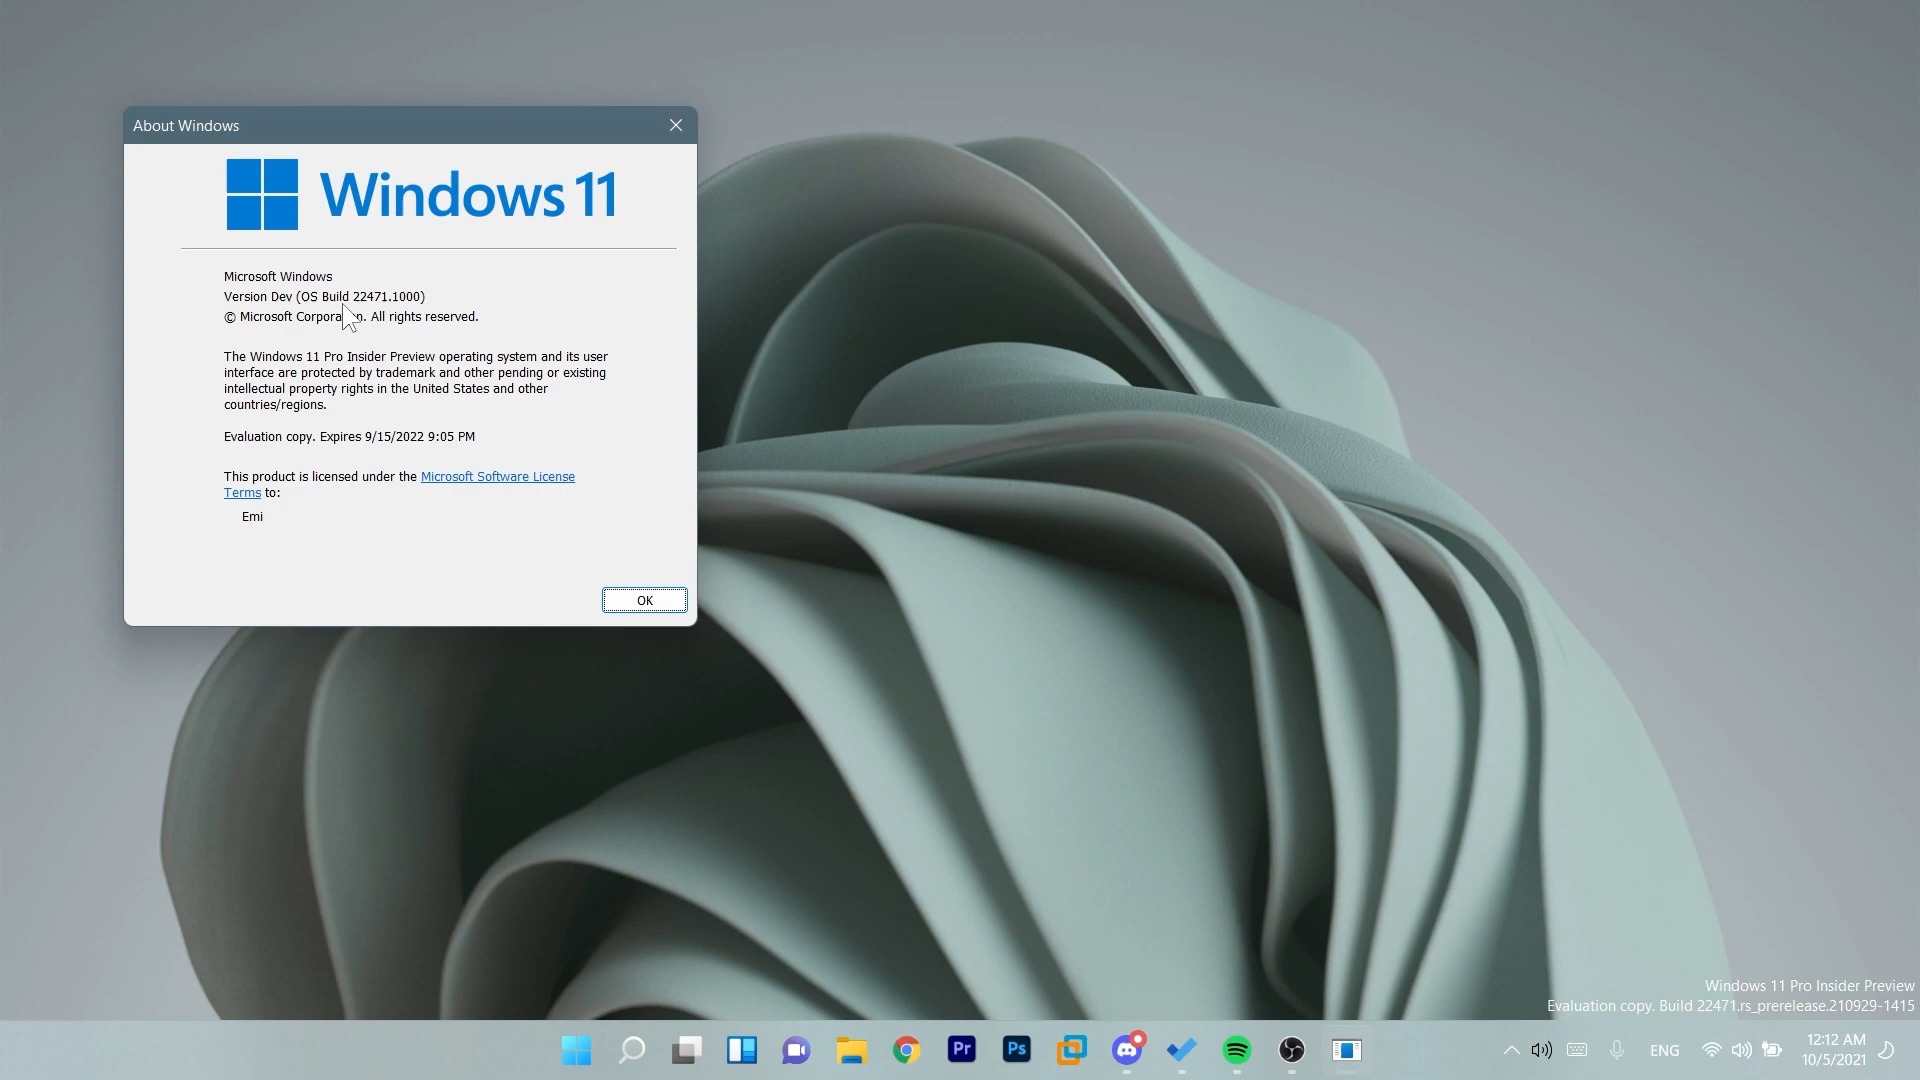 About Windows
Windows 11
Microsoft Windows
Version Dev (OS Build 22471.1000)
© Microsoft Corpora n. All rights reserved.
The Windows 11 Pro Insider Preview operating system and its user
interface are protected by trademark and other pending or existing
intellectual property rights in the United States and other
countries/regions.
Evaluation copy. Expires 9/15/2022 9:05 PM
This product is licensed under the Microsoft Software License
Terms to:
Emi
OK
Windows 11 Pro Insider Preview
Evaluation copy. Build 22471.rs_prerelease.210929-1415
Pr
Ps
ENG
12:12 AM
10/5/2021